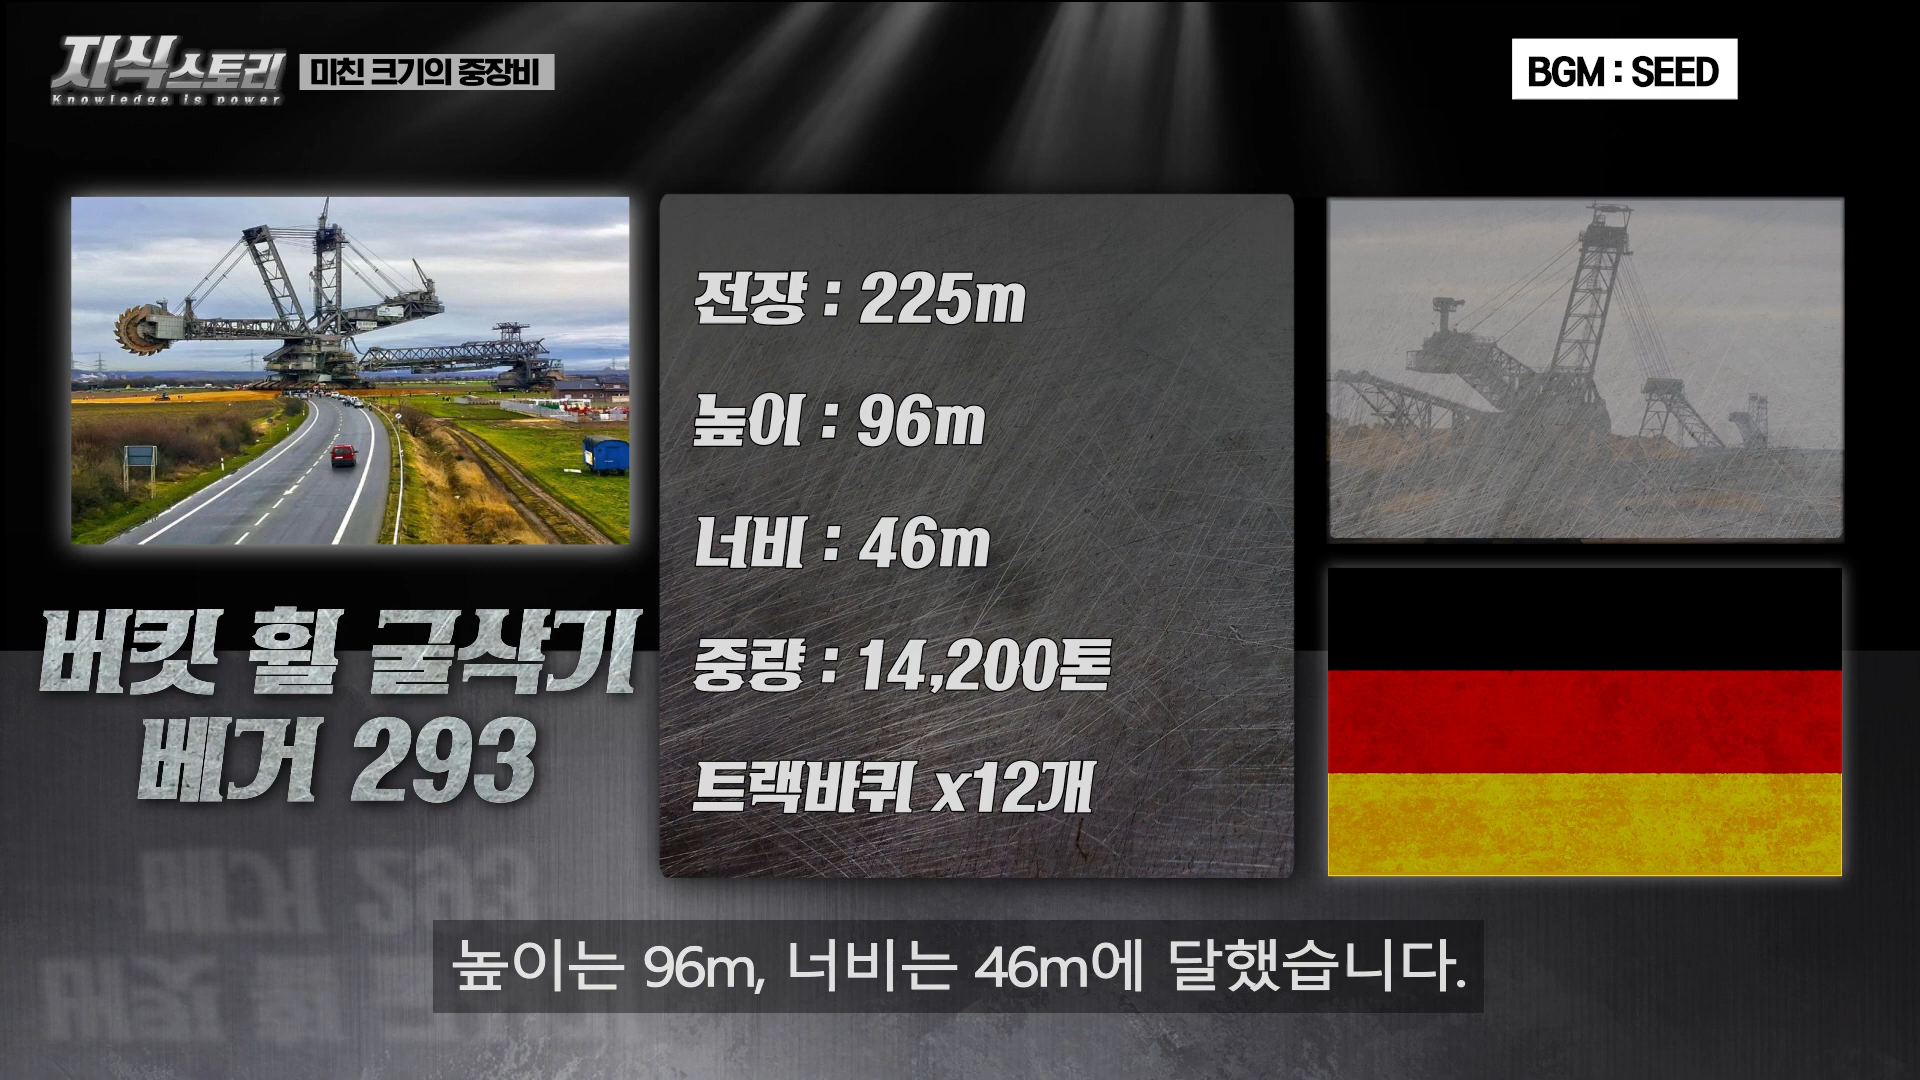 지식스토리
Knowledge is power
미친 크기의 중장비
BGM : SEED
전장 : 225m
높이 : 96m
너비 : 46m
중량 : 14,200톤
트랙바퀴 x12개
버킷 휠 굴삭기
베거 293
높이는 96m, 너비는 46m에 달했습니다.